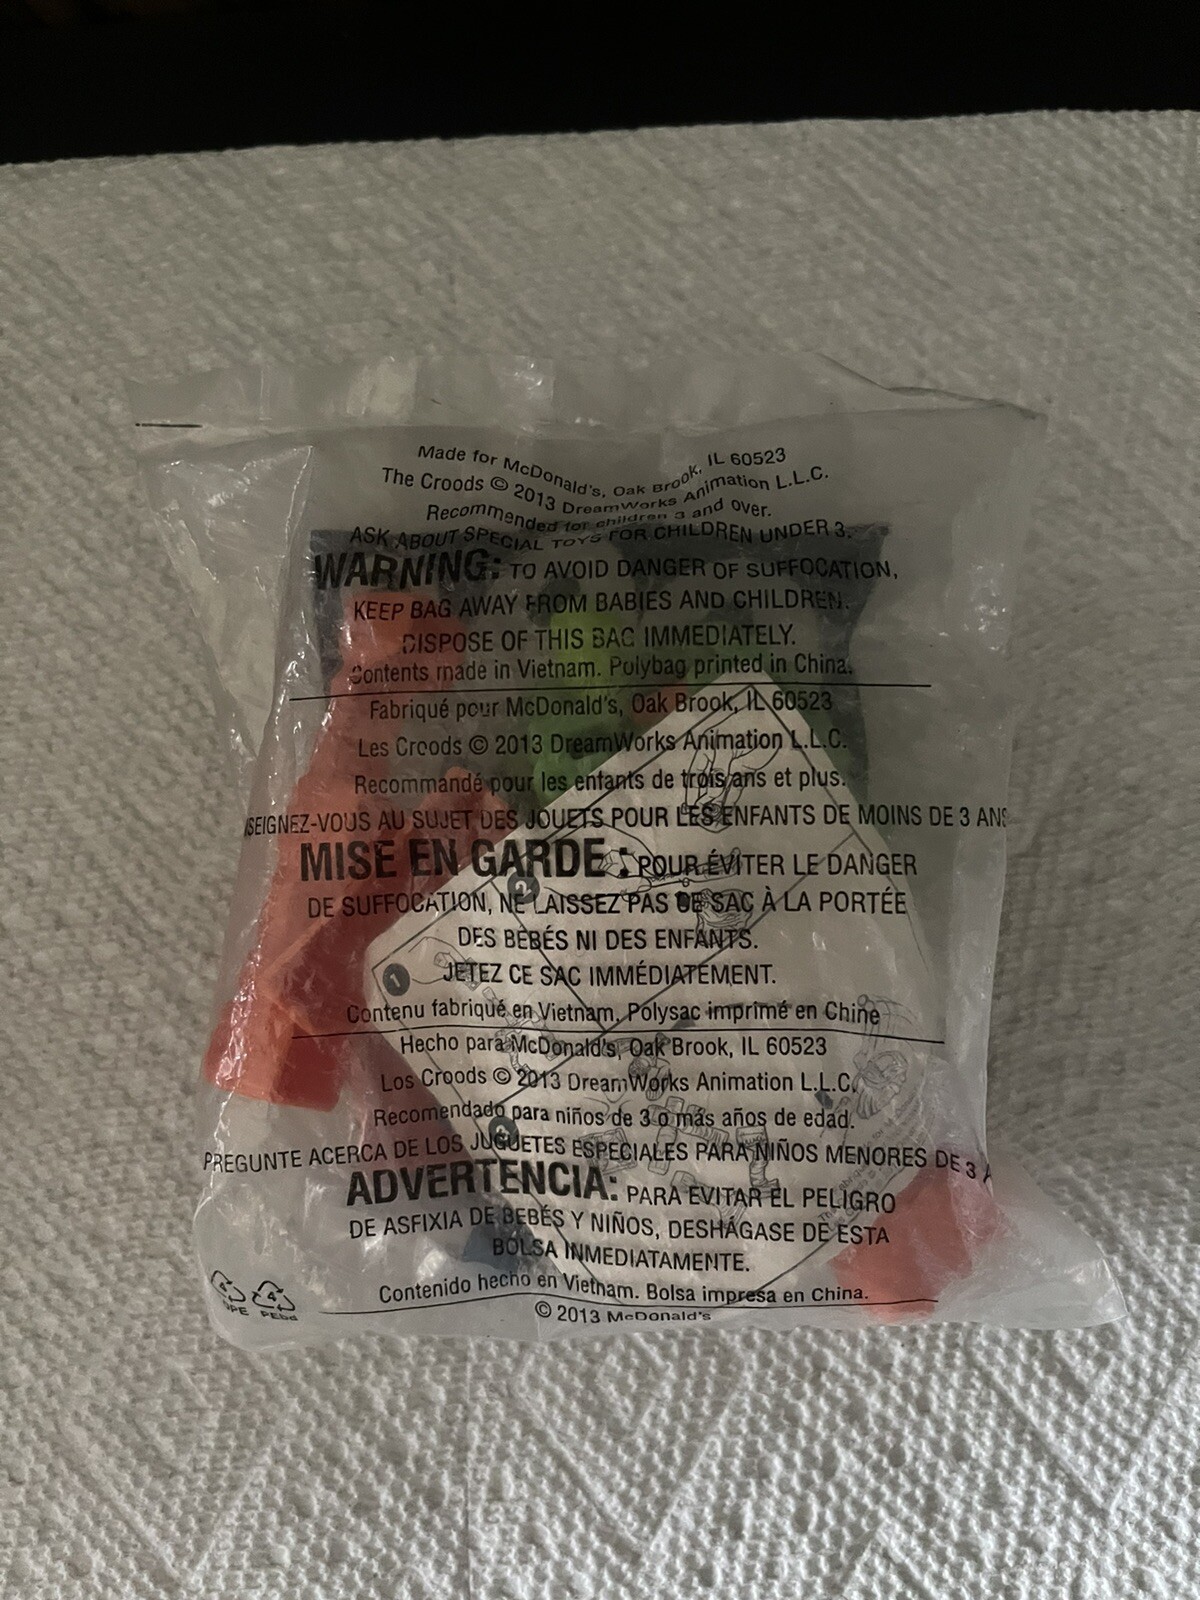 Made for McDonald's, Oak Brook, IL 60523
The Croods © 2013 DreamWorks Animation L.L.C.
Recommended for children 3 and over.
ASK ABOUT SPECIAL TOYS FOR CHILDREN UNDER 3.
WARNING: TO AVOID DANGER OF SUFFOCATION,
KEEP BAG AWAY FROM BABIES AND CHILDREN.
DISPOSE OF THIS BAG IMMEDIATELY.
Contents made in Vietnam. Polybag printed in China.
Fabriqué pour McDonald's, Oak Brook, IL 60523
Les Croods © 2013 DreamWorks Animation L.L.C.
Recommandé pour les enfants de trois ans et plus.
SEIGNEZ-VOUS AU SUJET DES JOUETS POUR LES ENFANTS DE MOINS DE 3 ANS
MISE EN GARDE : POUR ÉVITER LE DANGER
DE SUFFOCATION, NE LAISSEZ PAS CE SAC À LA PORTÉE
DES BÉBÉS NI DES ENFANTS.
JETEZ CE SAC IMMÉDIATEMENT.
Contenu fabriqué en Vietnam. Polysac imprimé en Chine
Hecho para McDonald's, Oak Brook, IL 60523
Los Croods © 2013 DreamWorks Animation L.L.C.
Recomendado para niños de 3 o más años de edad.
PREGUNTE ACERCA DE LOS JUGUETES ESPECIALES PARA NIÑOS MENORES DE 3 A
ADVERTENCIA: PARA EVITAR EL PELIGRO
DE ASFIXIA DE BEBÉS Y NIÑOS, DESHÁGASE DE ESTA
BOLSA INMEDIATAMENTE.
Contenido hecho en Vietnam. Bolsa impresa en China.
© 2013 McDonald's
4
PEbd
2
1